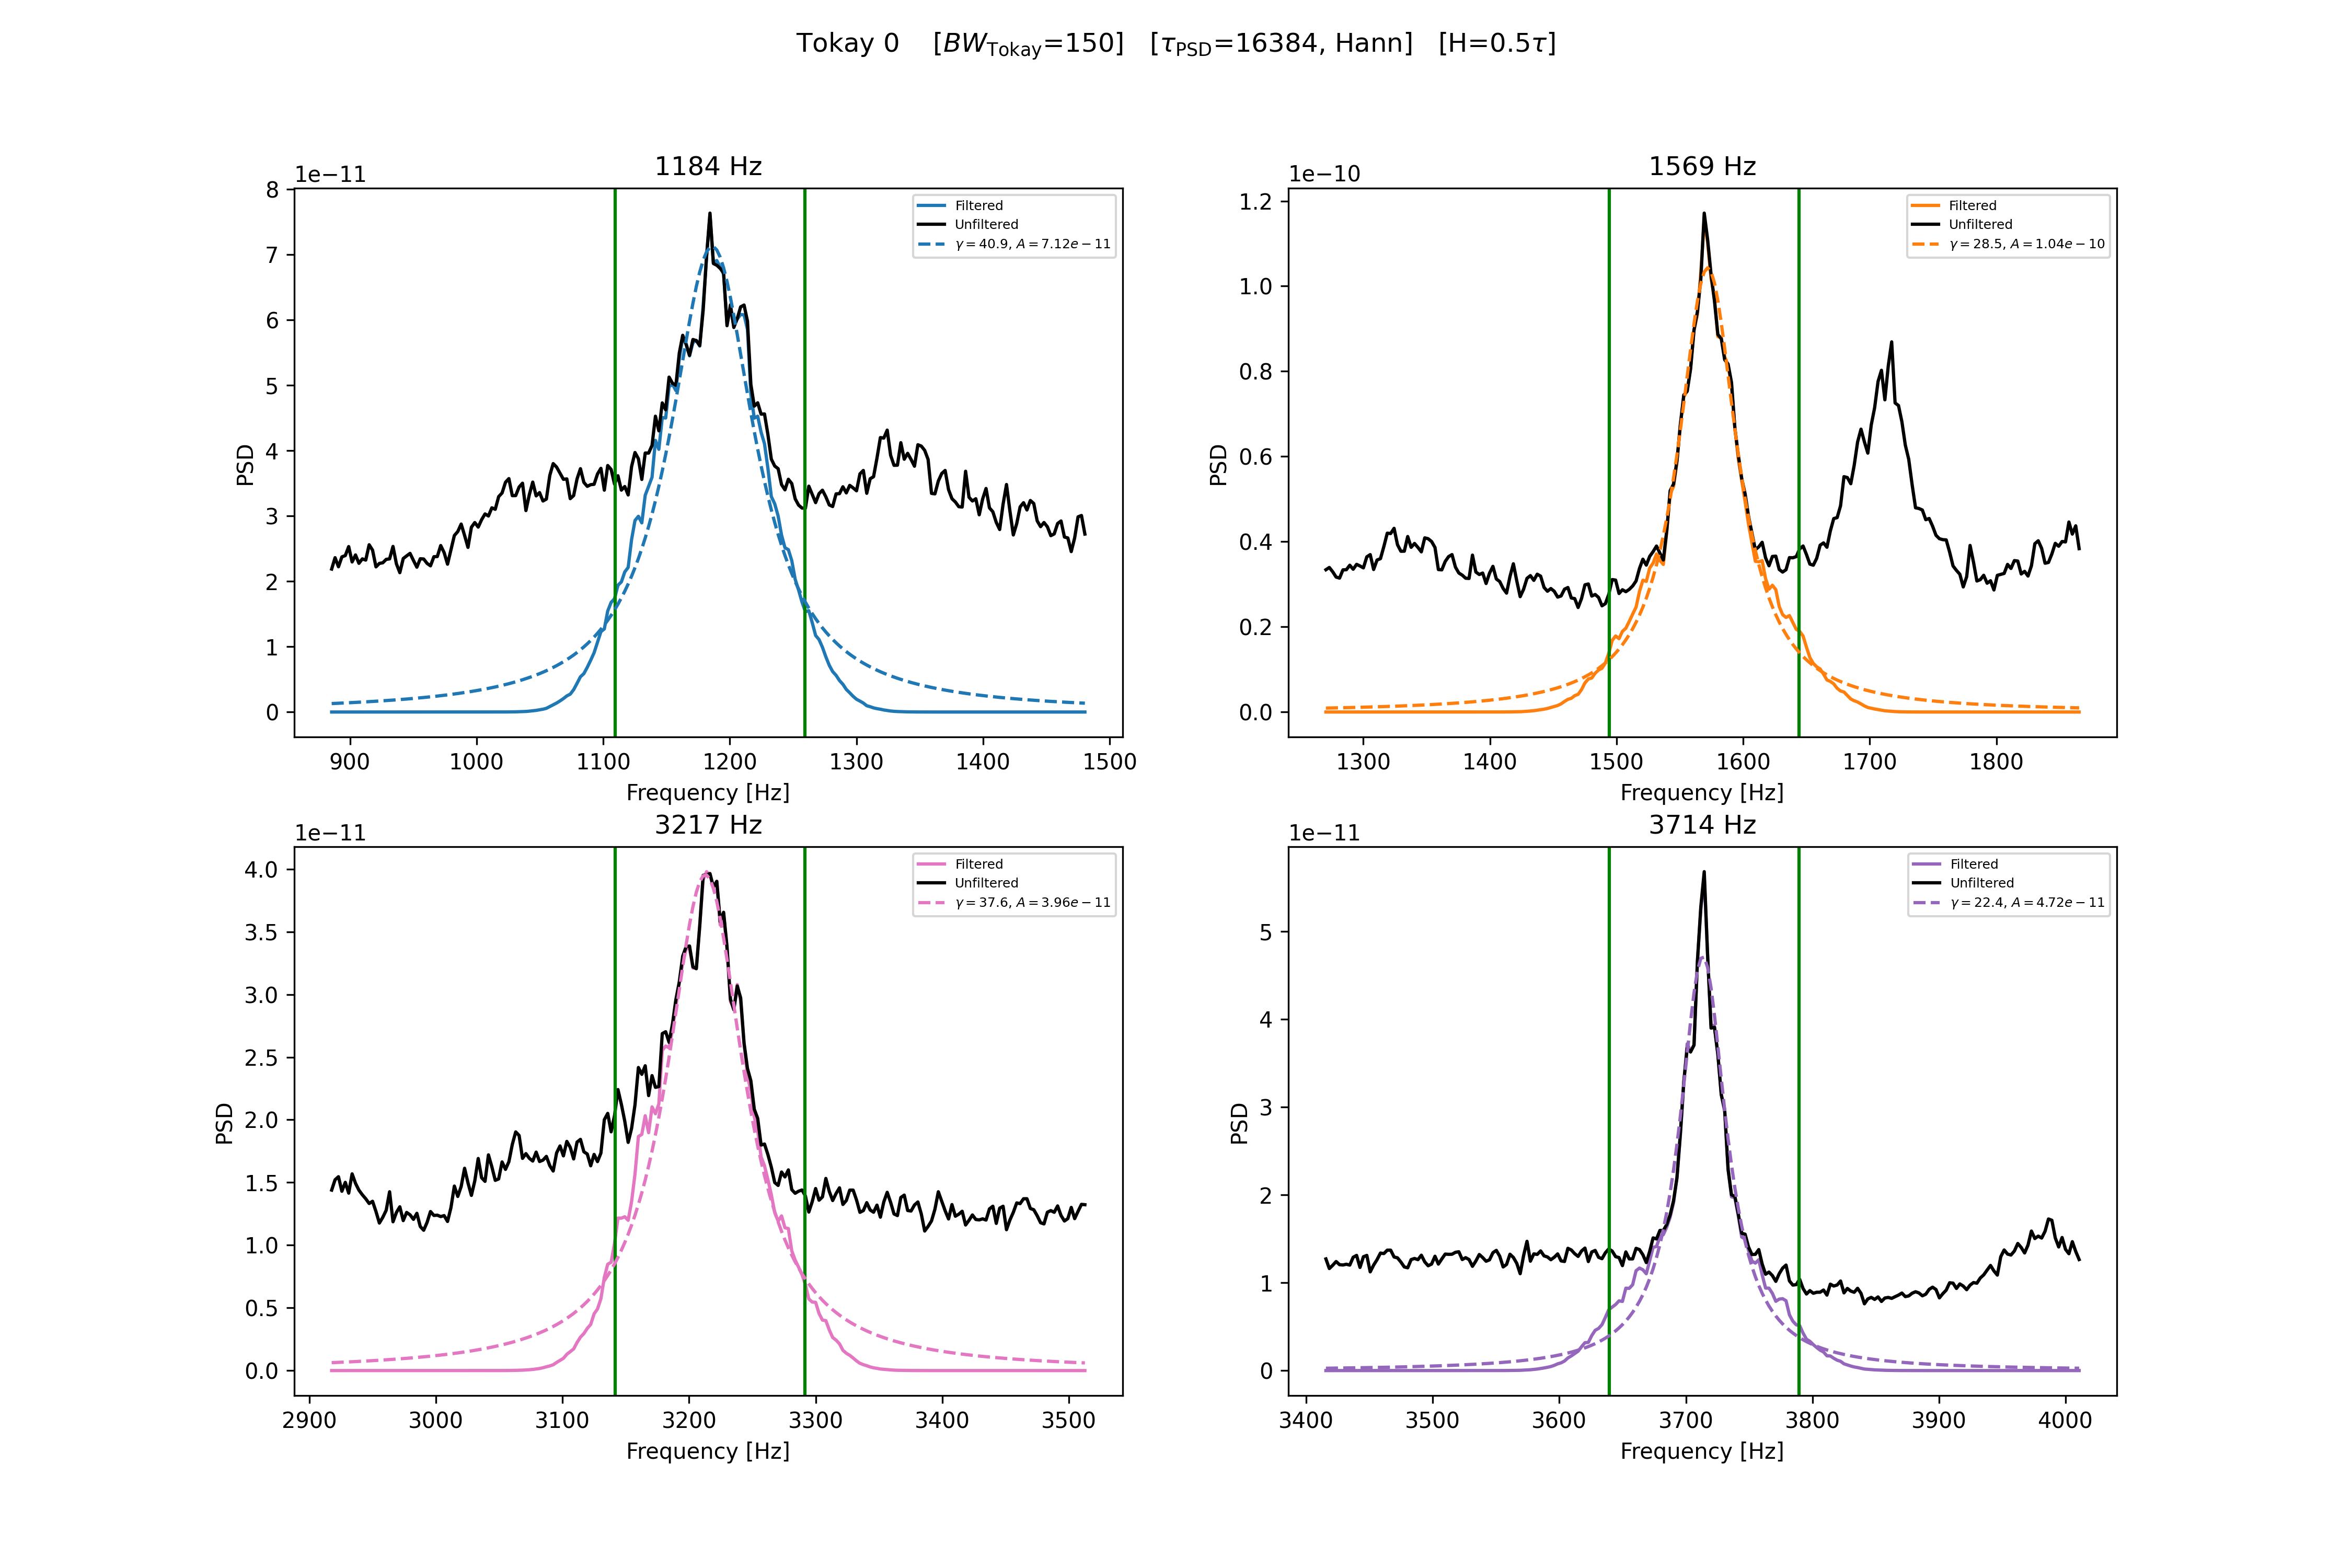 Tokay 0 [BW_Tokay=150] [τ_PSD=16384, Hann] [H=0.5τ]
1184 Hz
1e−11
PSD
8
7
6
5
4
3
2
1
0
Filtered
Unfiltered
γ = 40.9, A = 7.12e − 11
900 1000 1100 1200 1300 1400 1500
Frequency [Hz]
1569 Hz
1e−10
PSD
1.2
1.0
0.8
0.6
0.4
0.2
0.0
Filtered
Unfiltered
γ = 28.5, A = 1.04e − 10
1300 1400 1500 1600 1700 1800
Frequency [Hz]
3217 Hz
1e−11
PSD
4.0
3.5
3.0
2.5
2.0
1.5
1.0
0.5
0.0
Filtered
Unfiltered
γ = 37.6, A = 3.96e − 11
2900 3000 3100 3200 3300 3400 3500
Frequency [Hz]
3714 Hz
1e−11
PSD
5
4
3
2
1
0
Filtered
Unfiltered
γ = 22.4, A = 4.72e − 11
3400 3500 3600 3700 3800 3900 4000
Frequency [Hz]